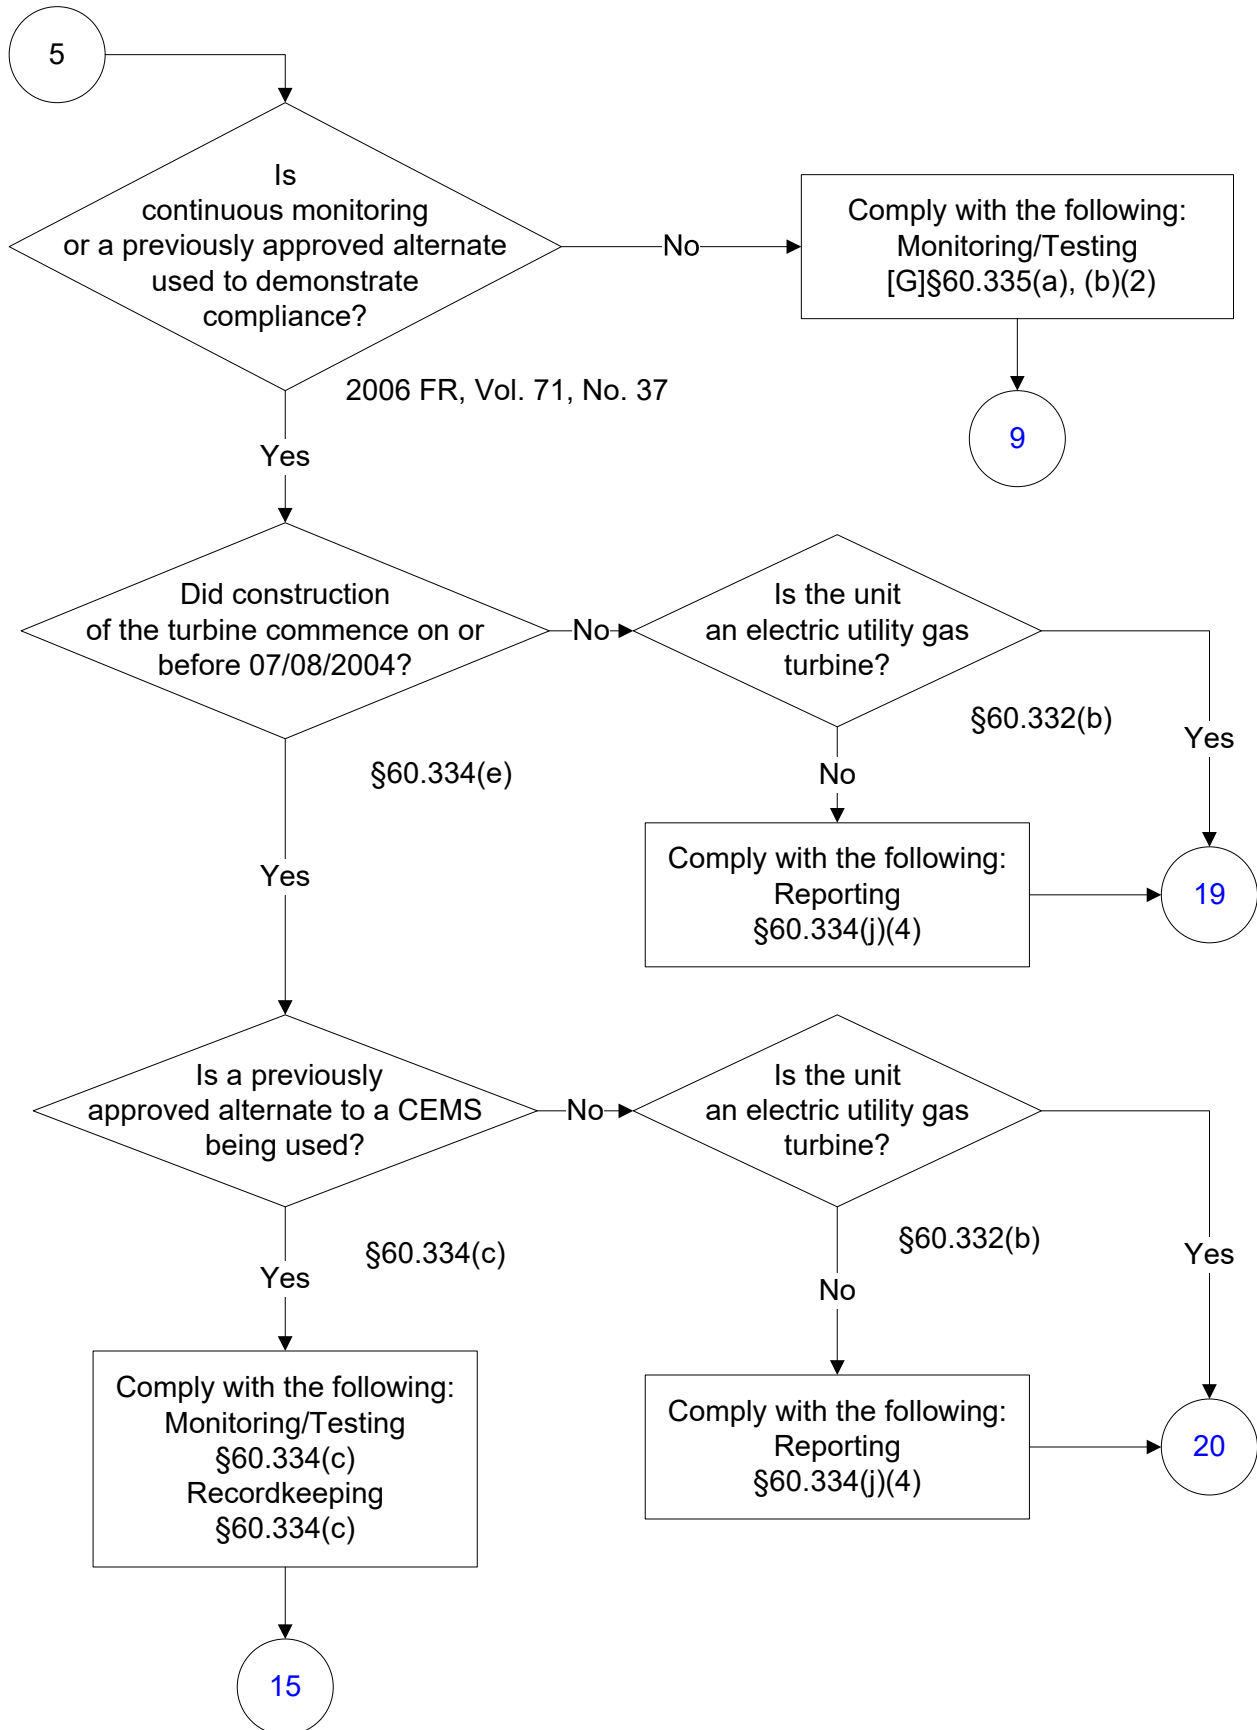 5
Is
continuous monitoring
or a previously approved alternate
used to demonstrate
compliance?
No
Comply with the following:
Monitoring/Testing
[G]§60.335(a), (b)(2)
2006 FR, Vol. 71, No. 37
9
Yes
Did construction
of the turbine commence on or
before 07/08/2004?
No
Is the unit
an electric utility gas
turbine?
§60.332(b)
Yes
§60.334(e)
No
Comply with the following:
Reporting
§60.334(j)(4)
19
Yes
Is a previously
approved alternate to a CEMS
being used?
No
Is the unit
an electric utility gas
turbine?
§60.332(b)
Yes
§60.334(c)
Yes
No
Comply with the following:
Monitoring/Testing
§60.334(c)
Recordkeeping
§60.334(c)
Comply with the following:
Reporting
§60.334(j)(4)
20
15